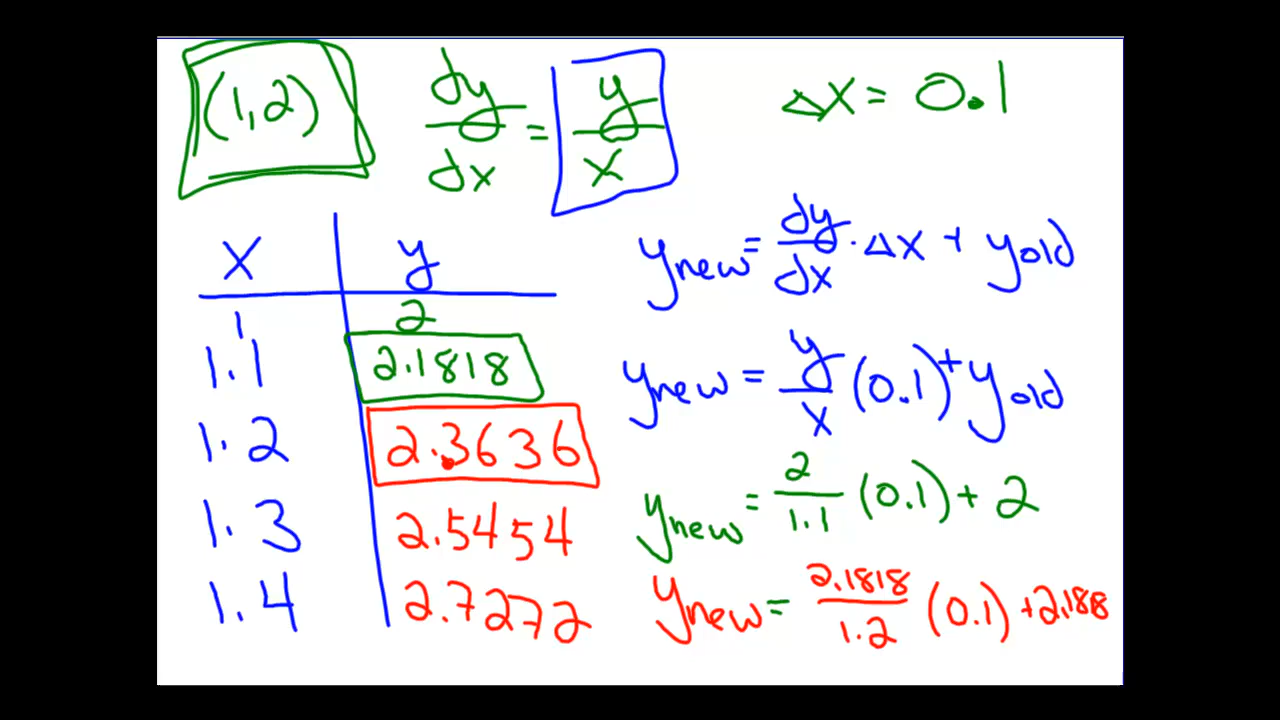 (1,2) dy/dx = y/x Δx = 0.1
x y
1 2
1.1 2.1818
1.2 2.3636
1.3 2.5454
1.4 2.7272
ynew = dy/dx · Δx + yold
ynew = y/x (0.1) + yold
ynew = 2/1.1 (0.1) + 2
ynew = 2.1818/1.2 (0.1) + 2.188